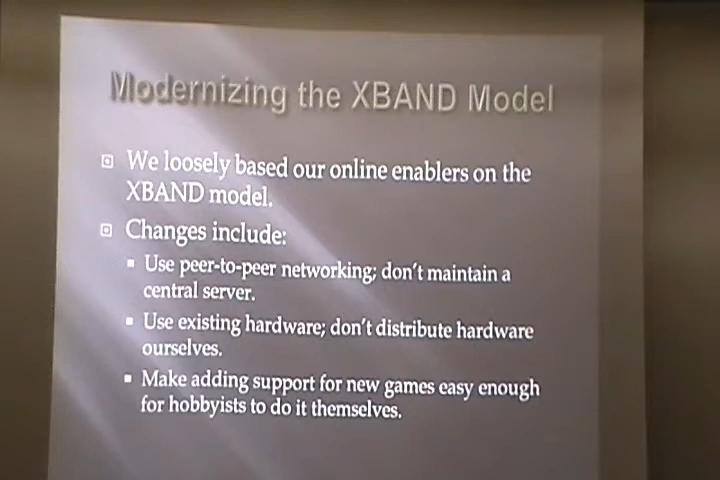 Modernizing the XBAND Model
We loosely based our online enablers on the
XBAND model.
Changes include:
Use peer-to-peer networking; don't maintain a
central server.
Use existing hardware; don't distribute hardware
ourselves.
Make adding support for new games easy enough
for hobbyists to do it themselves.